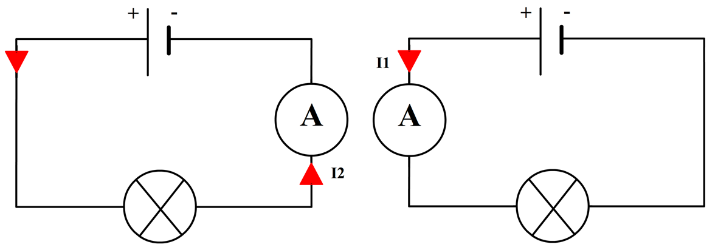 + -
+ -
I1
A
A
I2